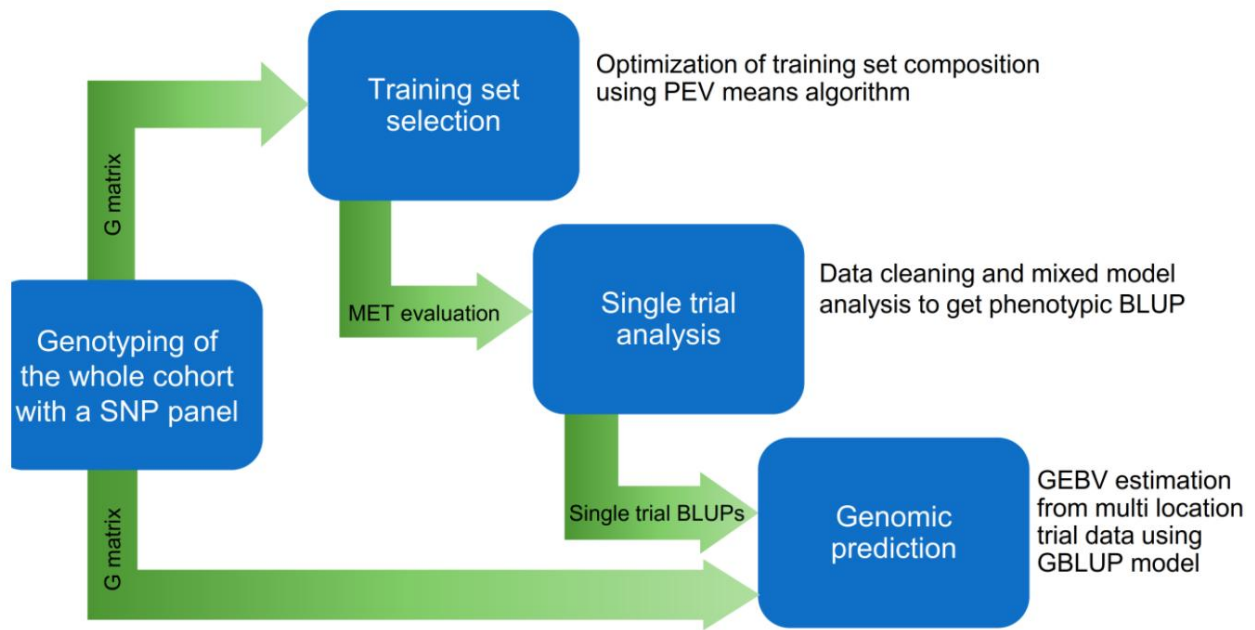 Training set
selection
Optimization of training set composition
using PEV means algorithm
G matrix
MET evaluation
Single trial
analysis
Data cleaning and mixed model
analysis to get phenotypic BLUP
Genotyping of
the whole cohort
with a SNP panel
Single trial BLUPs
Genomic
prediction
GEBV estimation
from multi location
trial data using
GBLUP model
G matrix